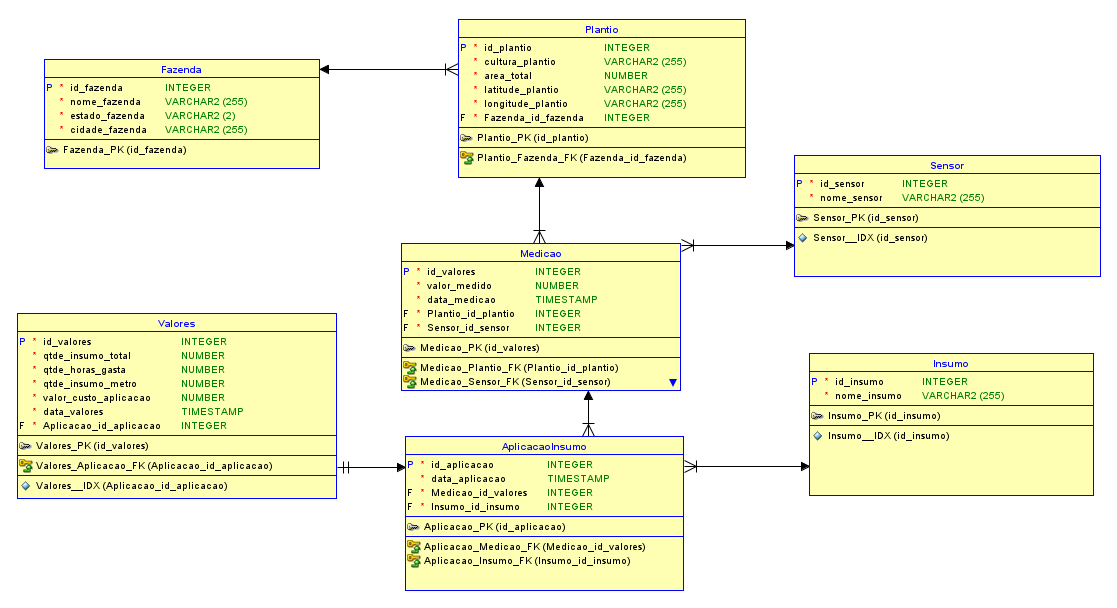 Plantio
P * id_plantio INTEGER
* cultura_plantio VARCHAR2 (255)
* area_total NUMBER
* latitude_plantio VARCHAR2 (255)
* longitude_plantio VARCHAR2 (255)
F * Fazenda_id_fazenda INTEGER
Plantio_PK (id_plantio)
Plantio_Fazenda_FK (Fazenda_id_fazenda)
Fazenda
P * id_fazenda INTEGER
* nome_fazenda VARCHAR2 (255)
* estado_fazenda VARCHAR2 (2)
* cidade_fazenda VARCHAR2 (255)
Fazenda_PK (id_fazenda)
Sensor
P * id_sensor INTEGER
* nome_sensor VARCHAR2 (255)
Sensor_PK (id_sensor)
Sensor__IDX (id_sensor)
Medicao
P * id_valores INTEGER
* valor_medido NUMBER
* data_medicao TIMESTAMP
F * Plantio_id_plantio INTEGER
F * Sensor_id_sensor INTEGER
Medicao_PK (id_valores)
Medicao_Plantio_FK (Plantio_id_plantio)
Medicao_Sensor_FK (Sensor_id_sensor)
Valores
P * id_valores INTEGER
* qtde_insumo_total NUMBER
* qtde_horas_gasta NUMBER
* qtde_insumo_metro NUMBER
* valor_custo_aplicacao NUMBER
* data_valores TIMESTAMP
F * Aplicacao_id_aplicacao INTEGER
Valores_PK (id_valores)
Valores_Aplicacao_FK (Aplicacao_id_aplicacao)
Valores__IDX (Aplicacao_id_aplicacao)
Insumo
P * id_insumo INTEGER
* nome_insumo VARCHAR2 (255)
Insumo_PK (id_insumo)
Insumo__IDX (id_insumo)
AplicacaoInsumo
P * id_aplicacao INTEGER
* data_aplicacao TIMESTAMP
F * Medicao_id_valores INTEGER
F * Insumo_id_insumo INTEGER
Aplicacao_PK (id_aplicacao)
Aplicacao_Medicao_FK (Medicao_id_valores)
Aplicacao_Insumo_FK (Insumo_id_insumo)